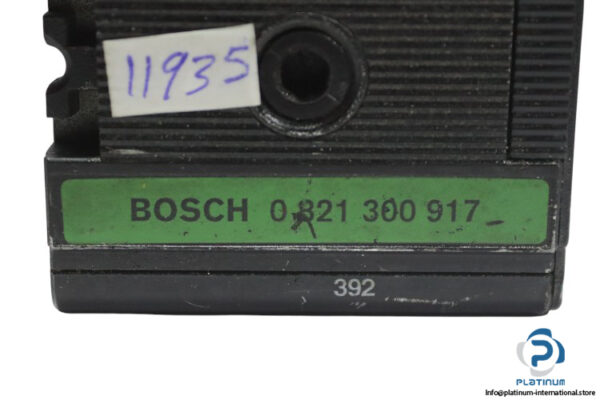 11935
BOSCH 0 821 300 917
392
PLATINUM
Info@platinum-international.store